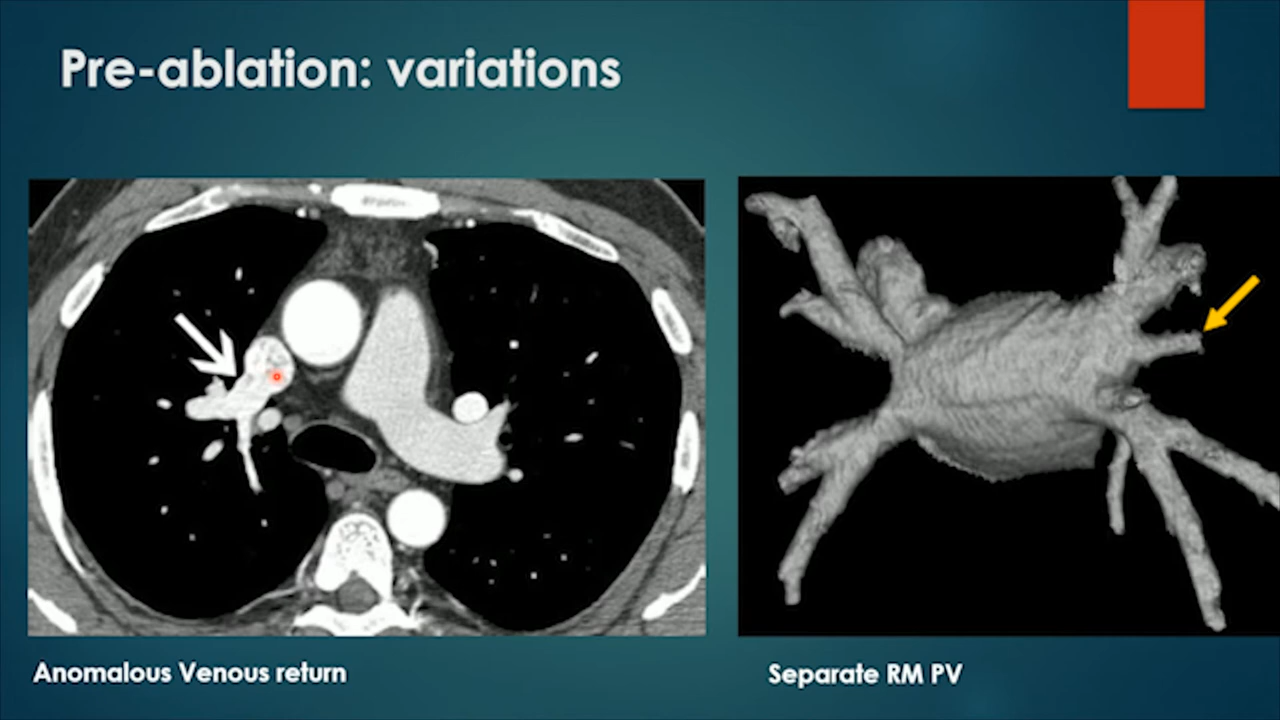 Pre-ablation: variations
Anomalous Venous return
Separate RM PV